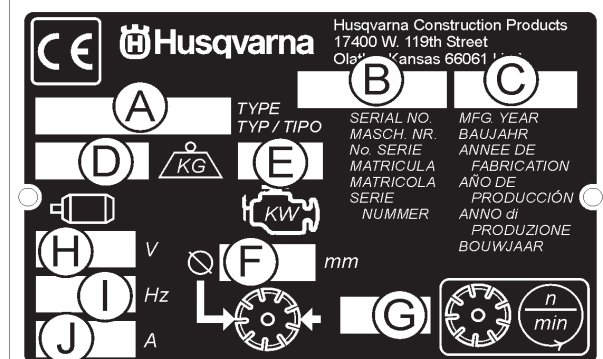 CE
Husqvarna
Husqvarna Construction Products
17400 W. 119th Street
Kansas 66061
A
B
C
TYPE
TYP / TIPO
SERIAL NO.
MASCH. NR.
No. SERIE
MATRICULA
MATRICOLA
SERIE
NUMMER
MFG. YEAR
BAUJAHR
ANNEE DE
FABRICATION
AÑO DE
PRODUCCIÓN
ANNO di
PRODUZIONE
BOUWJAAR
D
KG
E
KW
H
V
F
mm
I
Hz
G
n
min
J
A